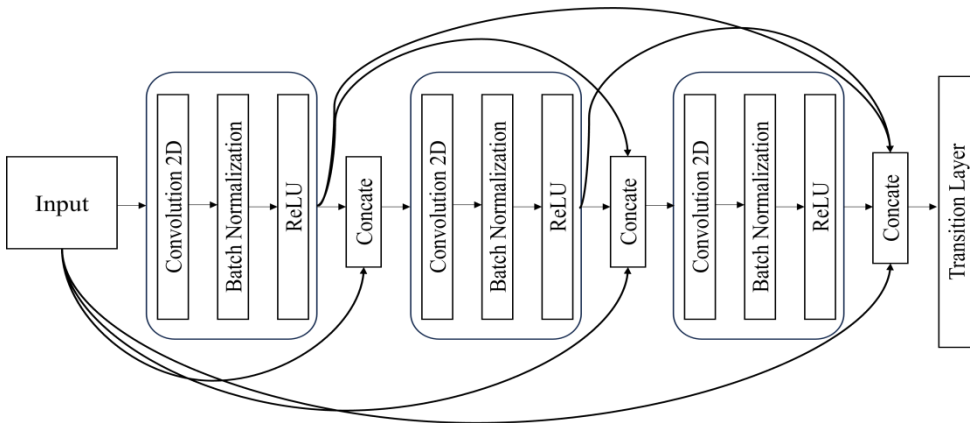 Input
Convolution 2D
Batch Normalization
ReLU
Concate
Convolution 2D
Batch Normalization
ReLU
Concate
Convolution 2D
Batch Normalization
ReLU
Concate
Transition Layer